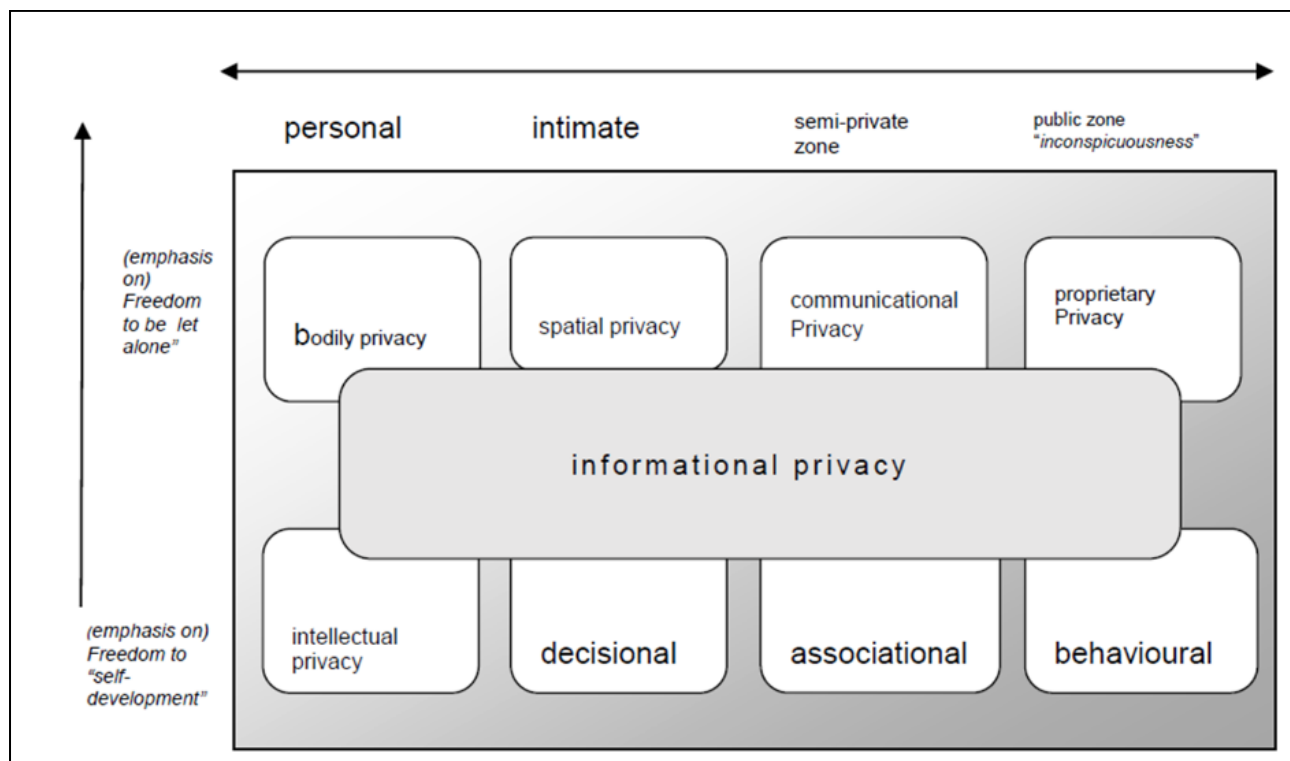 personal
intimate
semi-private
zone
public zone
"inconspicuousness"
(emphasis
on)
Freedom
to be let
alone"
bodily privacy
spatial privacy
communicational
Privacy
proprietary
Privacy
informational privacy
(emphasis on)
Freedom to
"self-
development"
intellectual
privacy
decisional
associational
behavioural